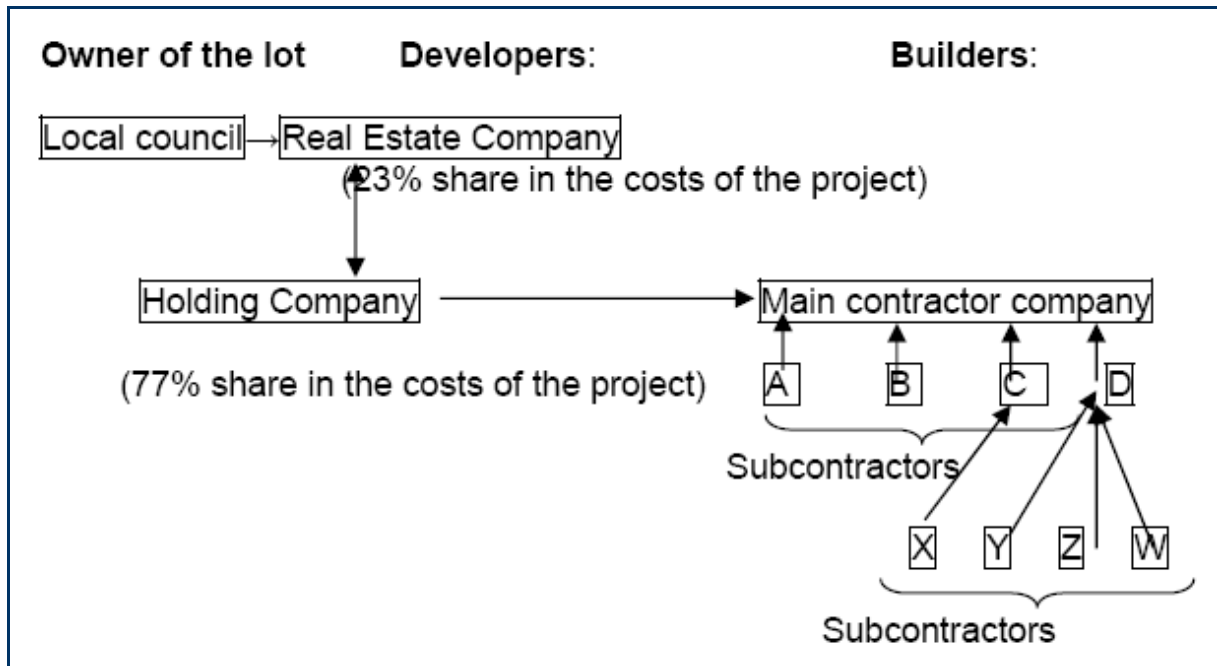 Owner of the lot Developers: Builders:
Local council → Real Estate Company
(23% share in the costs of the project)
Holding Company Main contractor company
(77% share in the costs of the project) A B C D
Subcontractors
X Y Z W
Subcontractors